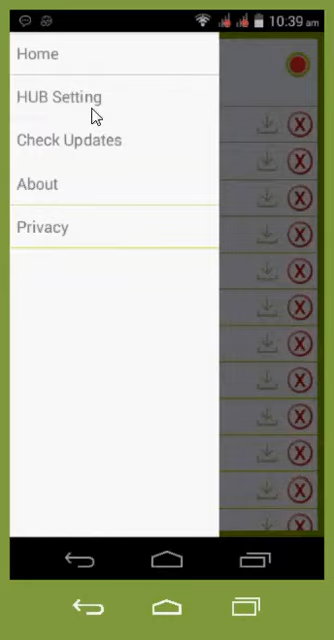 10:39 am
Home
HUB Setting
Check Updates
About
Privacy
X
X
X
X
X
X
X
X
X
X
X
X